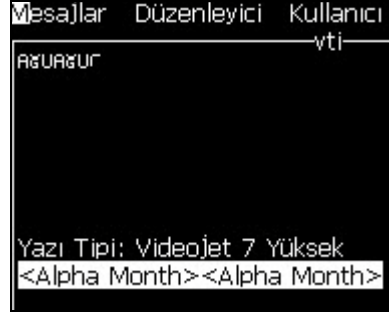 Mesajlar Düzenleyici Kullanıcı
vti
Yazı Tipi: Videojet 7 Yüksek
<Alpha Month><Alpha Month>